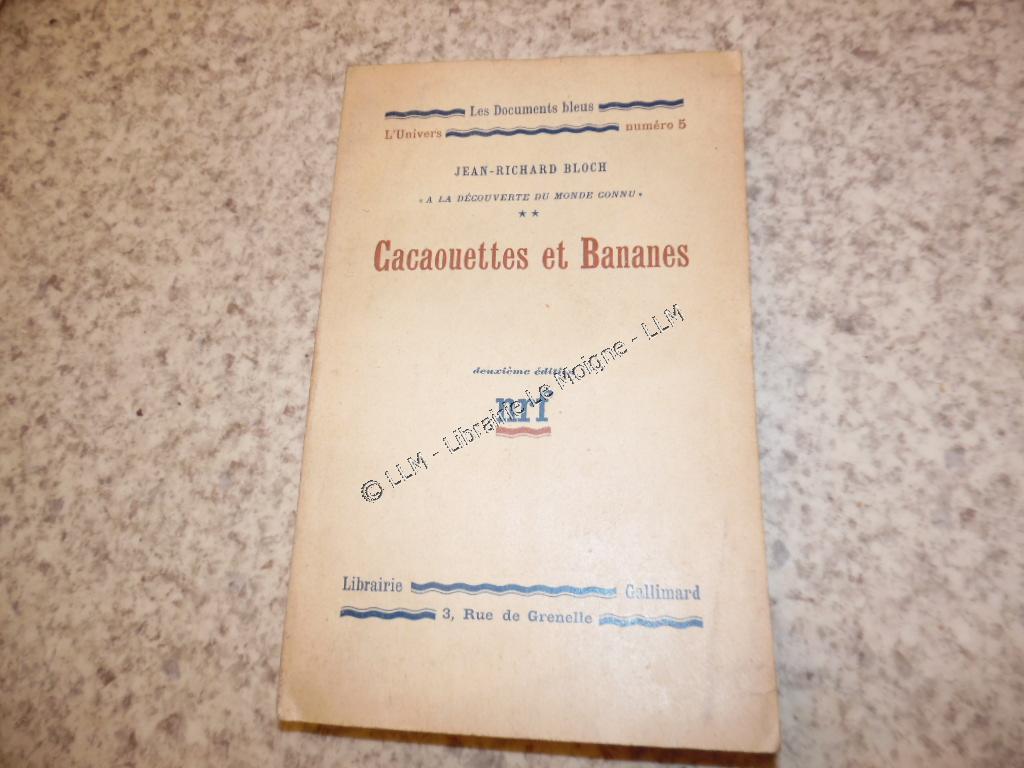 Les Documents bleus
L'Univers numéro 5
JEAN-RICHARD BLOCH
« A LA DÉCOUVERTE DU MONDE CONNU »
★★
Cacaouettes et Bananes
deuxième édition
nrf
© LLM - Librairie Le Moigne - LLM
Librairie Gallimard
3, Rue de Grenelle